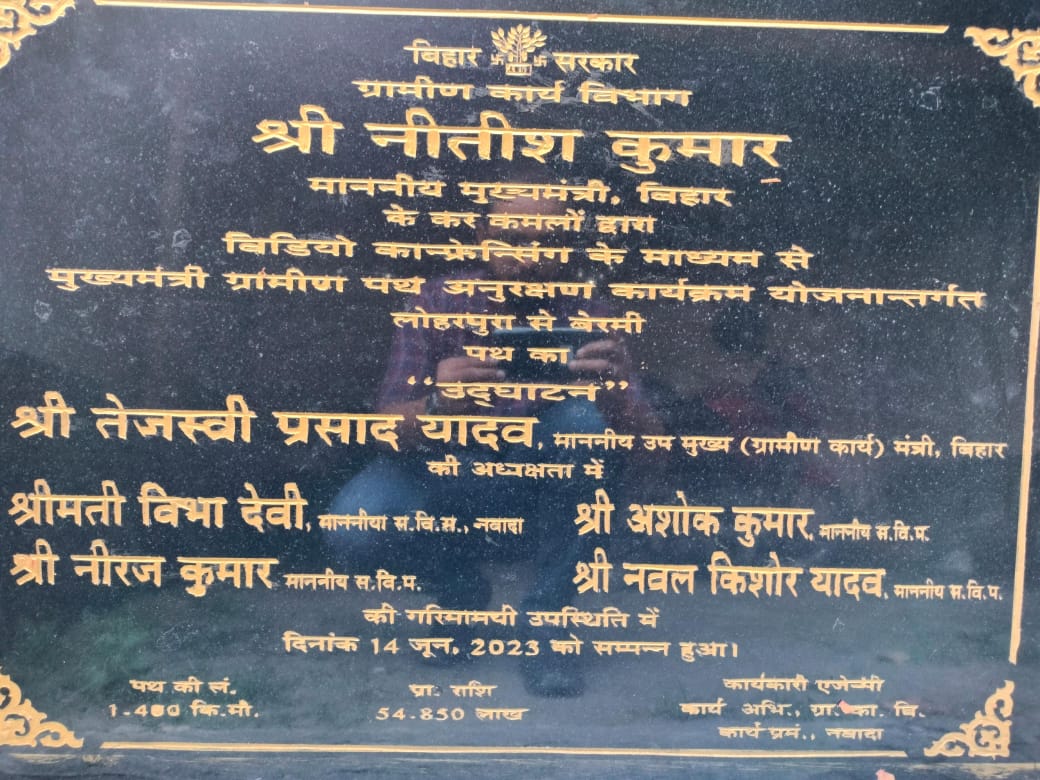 बिहार सरकार
ग्रामीण कार्य विभाग
श्री नीतीश कुमार
माननीय मुख्यमंत्री, बिहार
के कर कमलों द्वारा
विडियो कान्फ्रेन्सिंग के माध्यम से
मुख्यमंत्री ग्रामीण पथ अनुरक्षण कार्यक्रम योजनान्तर्गत
लोहरपुरा से बेरमी
पथ का
“उद्घाटन”
श्री तेजस्वी प्रसाद यादव, माननीय उप मुख्य (ग्रामीण कार्य) मंत्री, बिहार
की अध्यक्षता में
श्रीमती विभा देवी, माननीया स.वि.स., नवादा श्री अशोक कुमार, माननीय स.वि.प.
श्री नीरज कुमार माननीय स.वि.प. श्री नवल किशोर यादव, माननीय स.वि.प.
की गरिमामयी उपस्थिति में
दिनांक 14 जून, 2023 को सम्पन्न हुआ।
पथ की लं. प्रा. राशि कार्यकारी एजेन्सी
कि.मी. 54.850 लाख कार्य अभि., ग्रा. का. वि.
कार्य प्रमं., नवादा